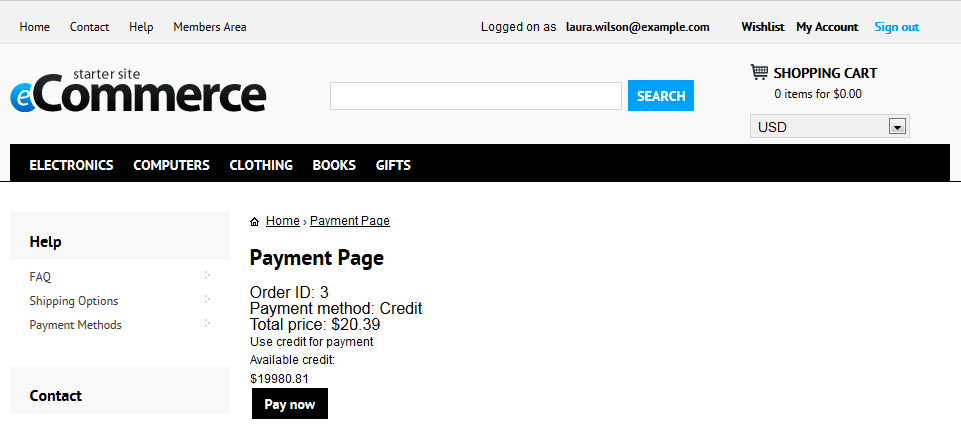 Home Contact Help Members Area Logged on as laura.wilson@example.com Wishlist My Account Sign out
starter site
eCommerce
SEARCH
SHOPPING CART
0 items for $0.00
USD
ELECTRONICS COMPUTERS CLOTHING BOOKS GIFTS
Home › Payment Page
Help
FAQ
Shipping Options
Payment Methods
Contact
Payment Page
Order ID: 3
Payment method: Credit
Total price: $20.39
Use credit for payment
Available credit:
$19980.81
Pay now